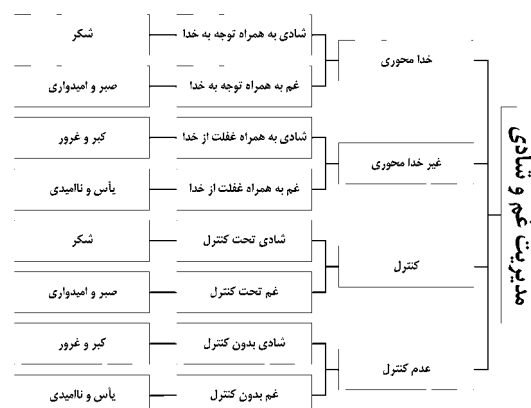 مدیریت غم و شادی
خدا محوری
شادی به همراه توجه به خدا
شکر
غم به همراه توجه به خدا
صبر و امیدواری
غیر خدا محوری
شادی به همراه غفلت از خدا
کبر و غرور
غم به همراه غفلت از خدا
یأس و ناامیدی
کنترل
شادی تحت کنترل
شکر
غم تحت کنترل
صبر و امیدواری
عدم کنترل
شادی بدون کنترل
کبر و غرور
غم بدون کنترل
یأس و ناامیدی